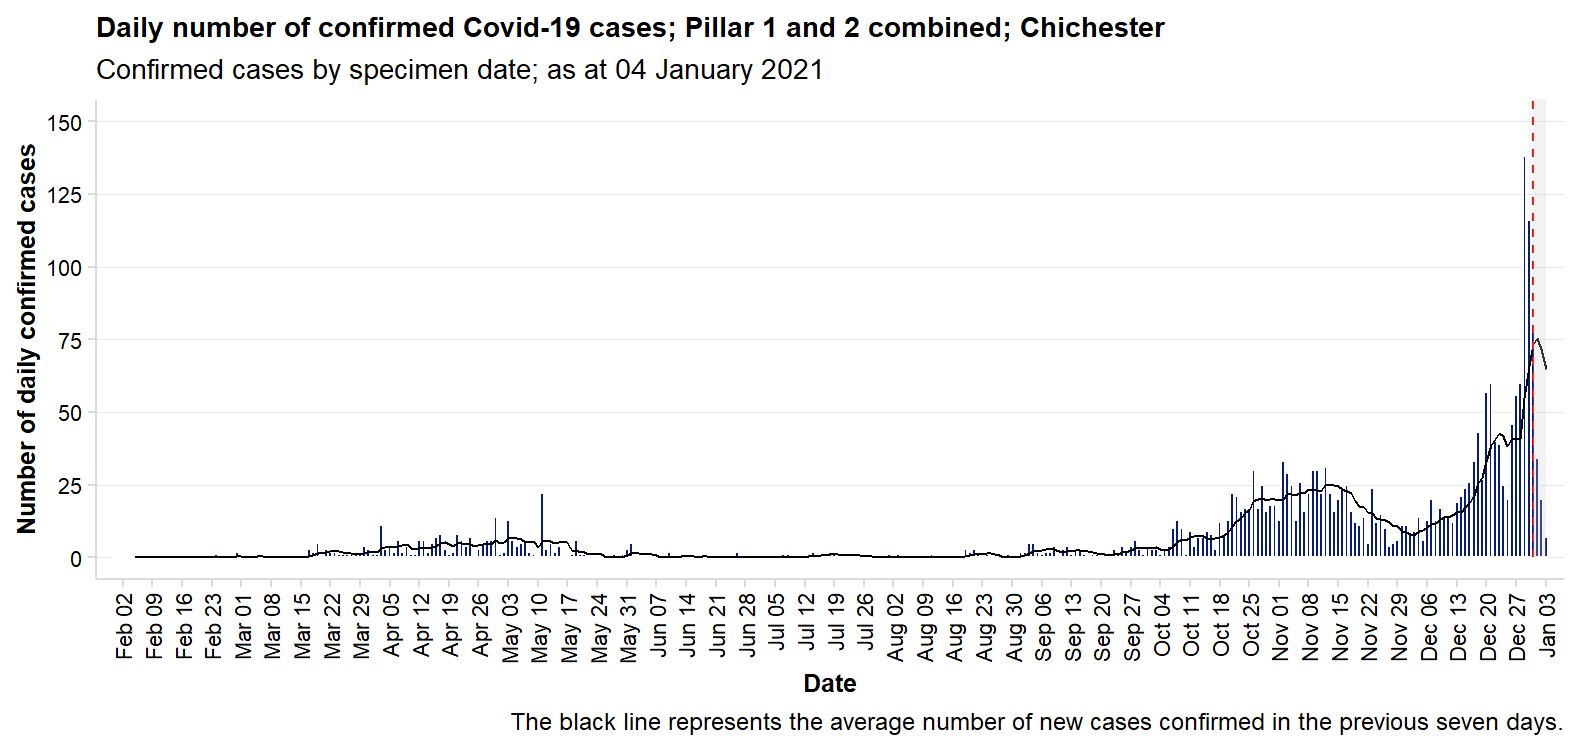 Daily number of confirmed Covid-19 cases; Pillar 1 and 2 combined; Chichester
Confirmed cases by specimen date; as at 04 January 2021
Number of daily confirmed cases
150
125
100
75
50
25
0
Feb 02
Feb 09
Feb 16
Feb 23
Mar 01
Mar 08
Mar 15
Mar 22
Mar 29
Apr 05
Apr 12
Apr 19
Apr 26
May 03
May 10
May 17
May 24
May 31
Jun 07
Jun 14
Jun 21
Jun 28
Jul 05
Jul 12
Jul 19
Jul 26
Aug 02
Aug 09
Aug 16
Aug 23
Aug 30
Sep 06
Sep 13
Sep 20
Sep 27
Oct 04
Oct 11
Oct 18
Oct 25
Nov 01
Nov 08
Nov 15
Nov 22
Nov 29
Dec 06
Dec 13
Dec 20
Dec 27
Jan 03
Date
The black line represents the average number of new cases confirmed in the previous seven days.